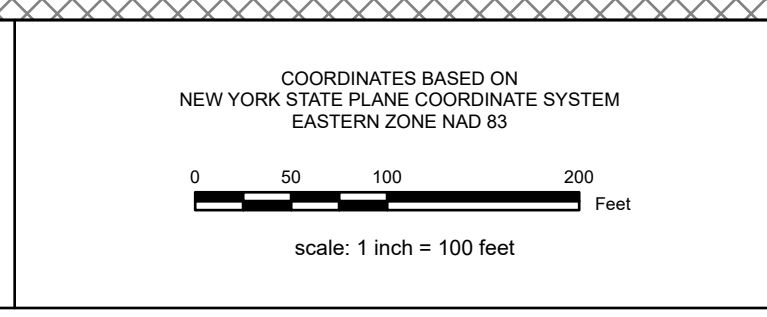 COORDINATES BASED ON
NEW YORK STATE PLANE COORDINATE SYSTEM
EASTERN ZONE NAD 83
0 50 100 200
Feet
scale: 1 inch = 100 feet